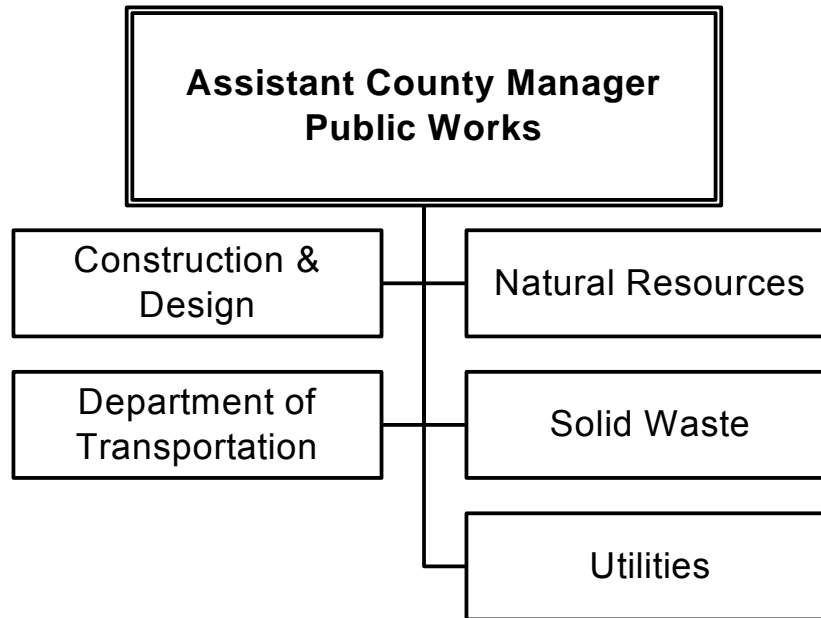 Assistant County Manager
Public Works
Construction &
Design
Natural Resources
Department of
Transportation
Solid Waste
Utilities